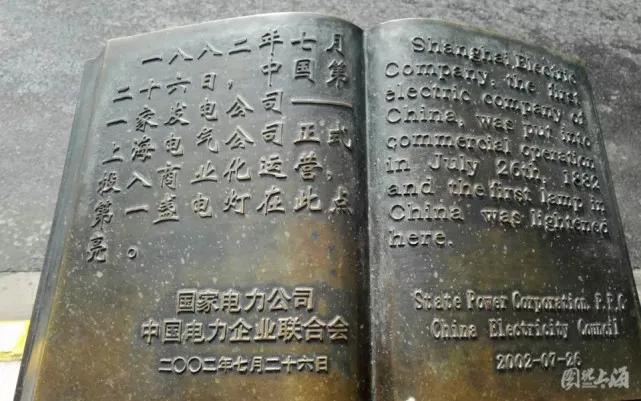 一八八二年七月
二十六日，中国第
一家发电公司——
上海电气公司正式
投入商业化运营，
第一盏电灯在此点
亮。
国家电力公司
中国电力企业联合会
二〇〇二年七月二十六日
Shanghai Electric
Company, the first
electric company of
China, was put into
commercial operation
in July 26th, 1882
and the first lamp in
China was lightened
here.
State Power Corporation, P.R.C
China Electricity Council
2002-07-26